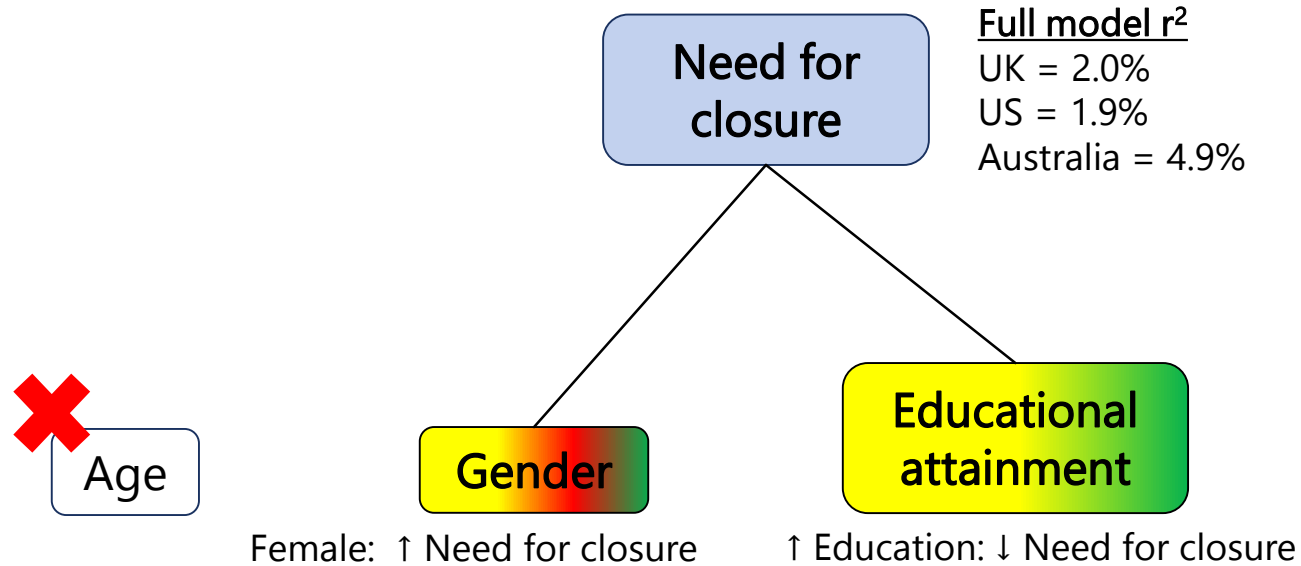 Need for
closure
Full model r²
UK = 2.0%
US = 1.9%
Australia = 4.9%
Age
Gender
Educational
attainment
Female: ↑ Need for closure
↑ Education: ↓ Need for closure